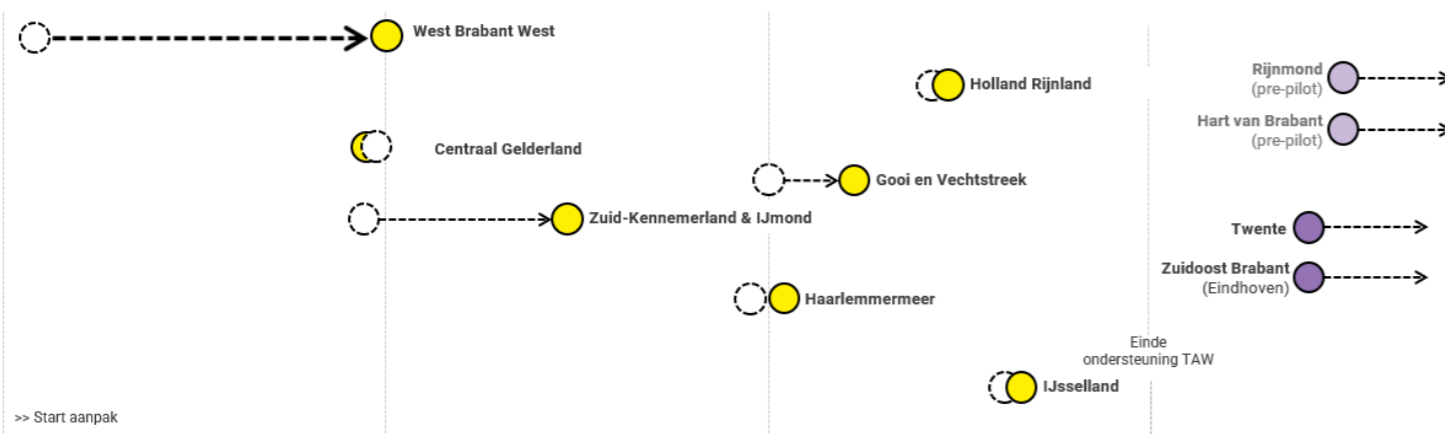 West Brabant West
Holland Rijnland
Rijnmond
(pre-pilot)
Hart van Brabant
(pre-pilot)
Centraal Gelderland
Gooi en Vechtstreek
Zuid-Kennemerland & IJmond
Twente
Zuidoost Brabant
(Eindhoven)
Haarlemmermeer
Einde
ondersteuning TAW
IJsselland
>> Start aanpak